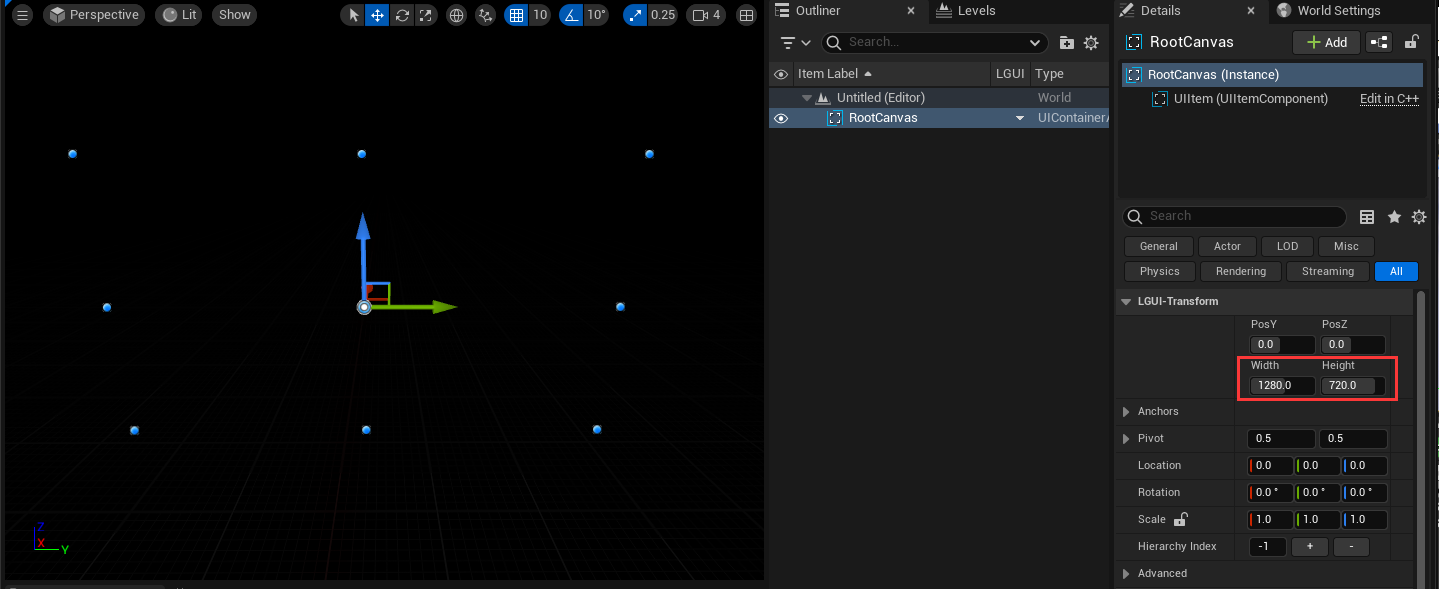 Perspective Lit Show 10 10° 0.25 4
Z
X Y
Outliner × Levels
Search...
Item Label LGUI Type
Untitled (Editor) World
RootCanvas UIContainerA
Details × World Settings
RootCanvas + Add
RootCanvas (Instance)
UIItem (UIItemComponent) Edit in C++
Search
General Actor LOD Misc
Physics Rendering Streaming All
LGUI-Transform
PosY PosZ
0.0 0.0
Width Height
1280.0 720.0
Anchors
Pivot 0.5 0.5
Location 0.0 0.0 0.0
Rotation 0.0 ° 0.0 ° 0.0 °
Scale 1.0 1.0 1.0
Hierarchy Index -1 + -
Advanced